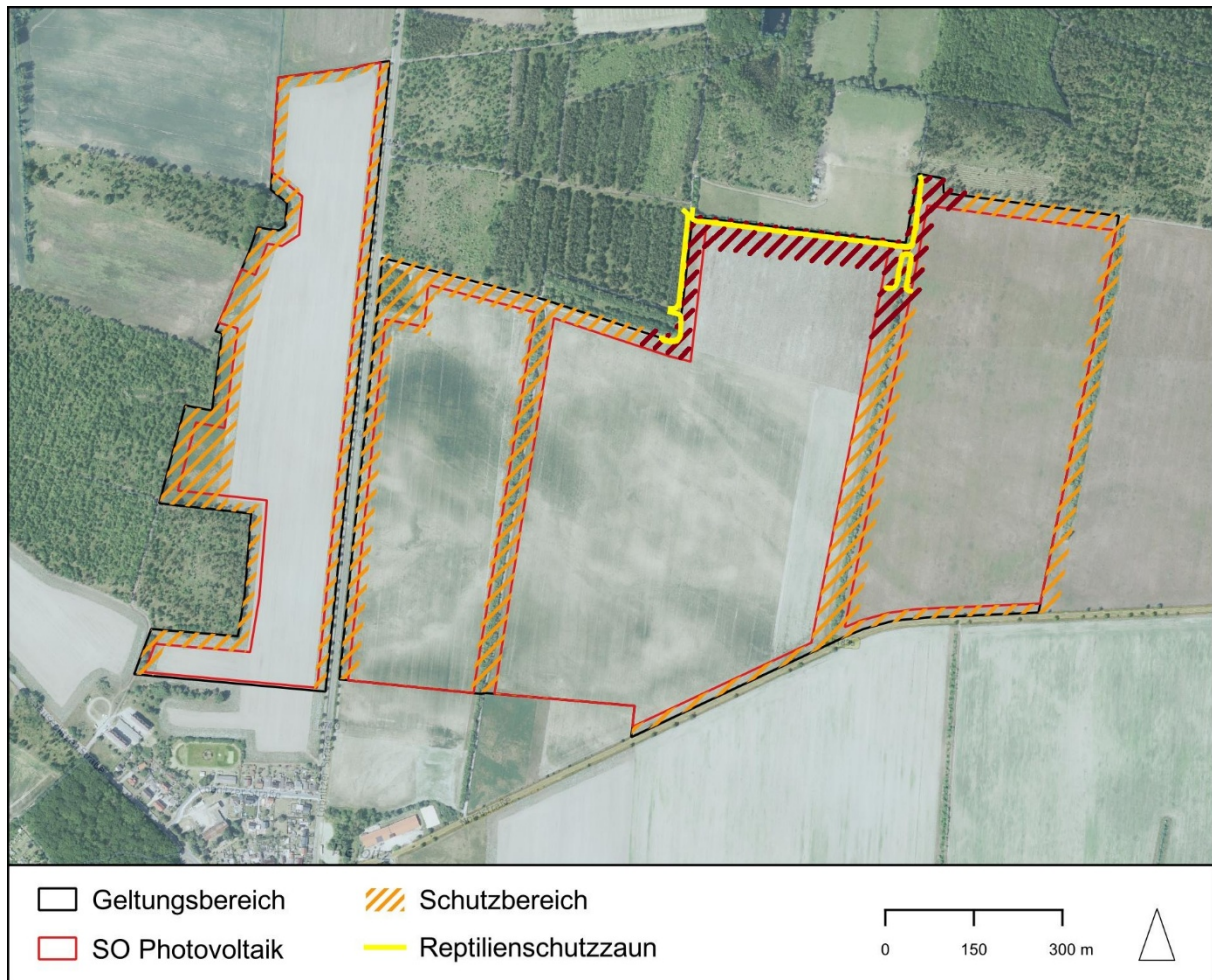 Geltungsbereich
Schutzbereich
SO Photovoltaik
Reptilienschutzzaun
0 150 300 m